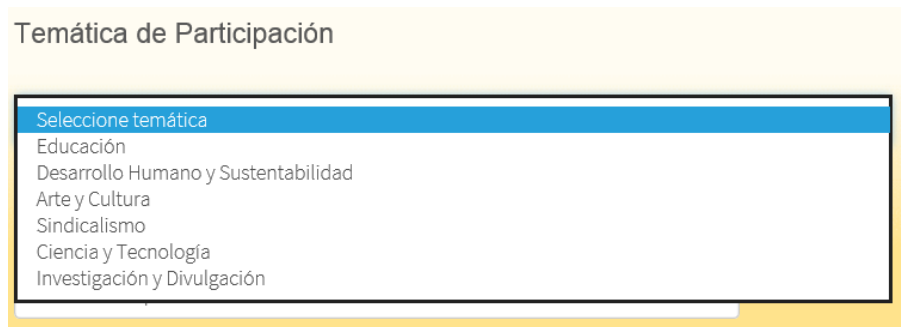 Temática de Participación
Seleccione temática
Educación
Desarrollo Humano y Sustentabilidad
Arte y Cultura
Sindicalismo
Ciencia y Tecnología
Investigación y Divulgación